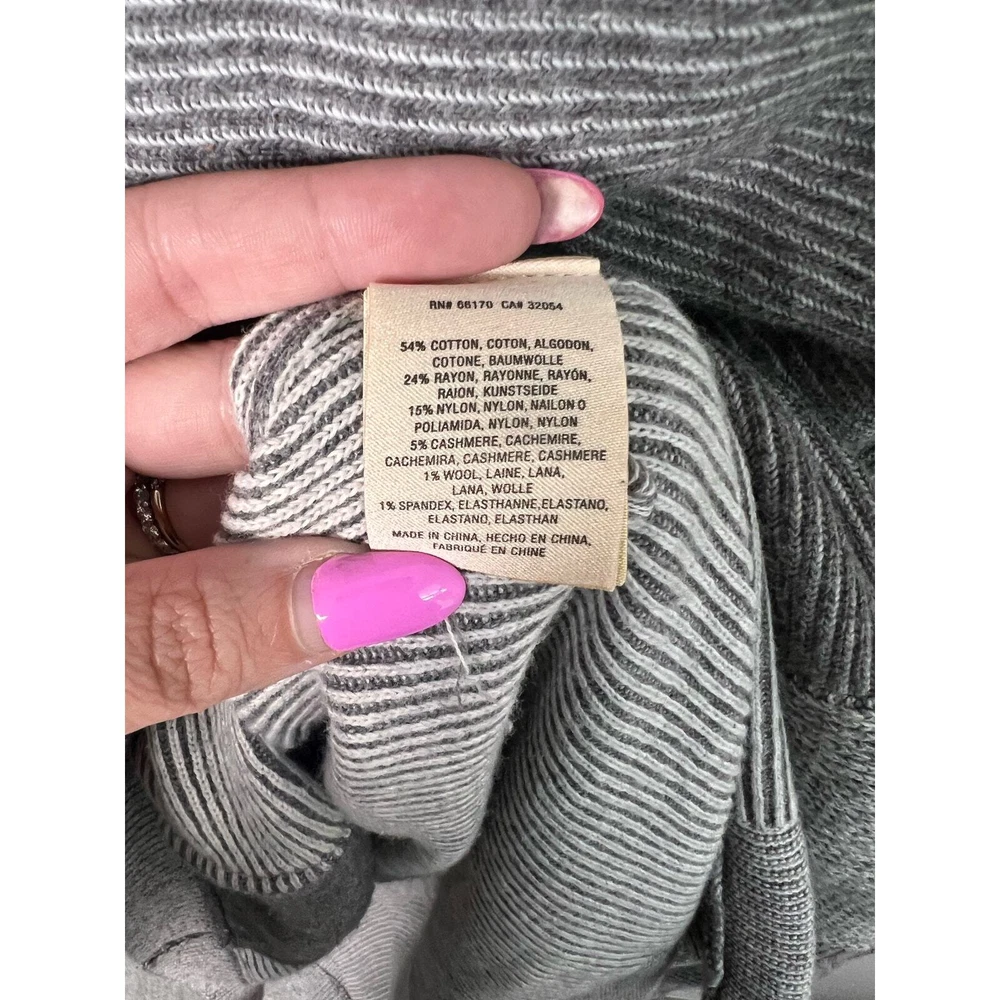 RN# 66170 CA# 32054
54% COTTON, COTON, ALGODON,
COTONE, BAUMWOLLE
24% RAYON, RAYONNE, RAYÓN,
RAION, KUNSTSEIDE
15% NYLON, NYLON, NAILON O
POLIAMIDA, NYLON, NYLON
5% CASHMERE, CACHEMIRE,
CACHEMIRA, CASHMERE, CASHMERE
1% WOOL, LAINE, LANA,
LANA, WOLLE
1% SPANDEX, ELASTHANNE,ELASTANO,
ELASTANO, ELASTHAN
MADE IN CHINA, HECHO EN CHINA,
FABRIQUÉ EN CHINE